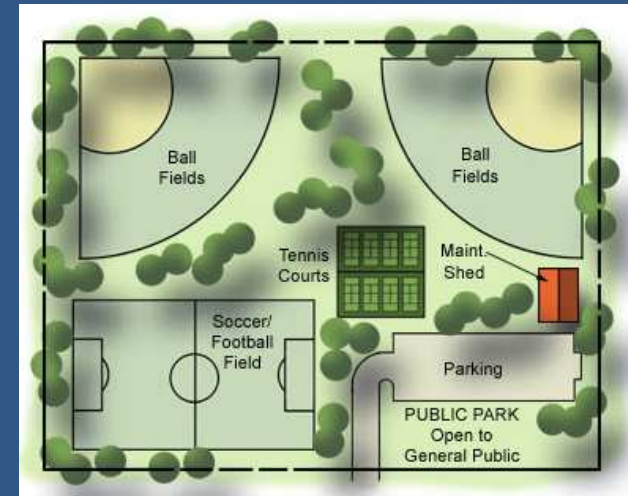 Ball
Fields
Ball
Fields
Tennis
Courts
Maint.
Shed
Soccer/
Football
Field
Parking
PUBLIC PARK
Open to
General Public